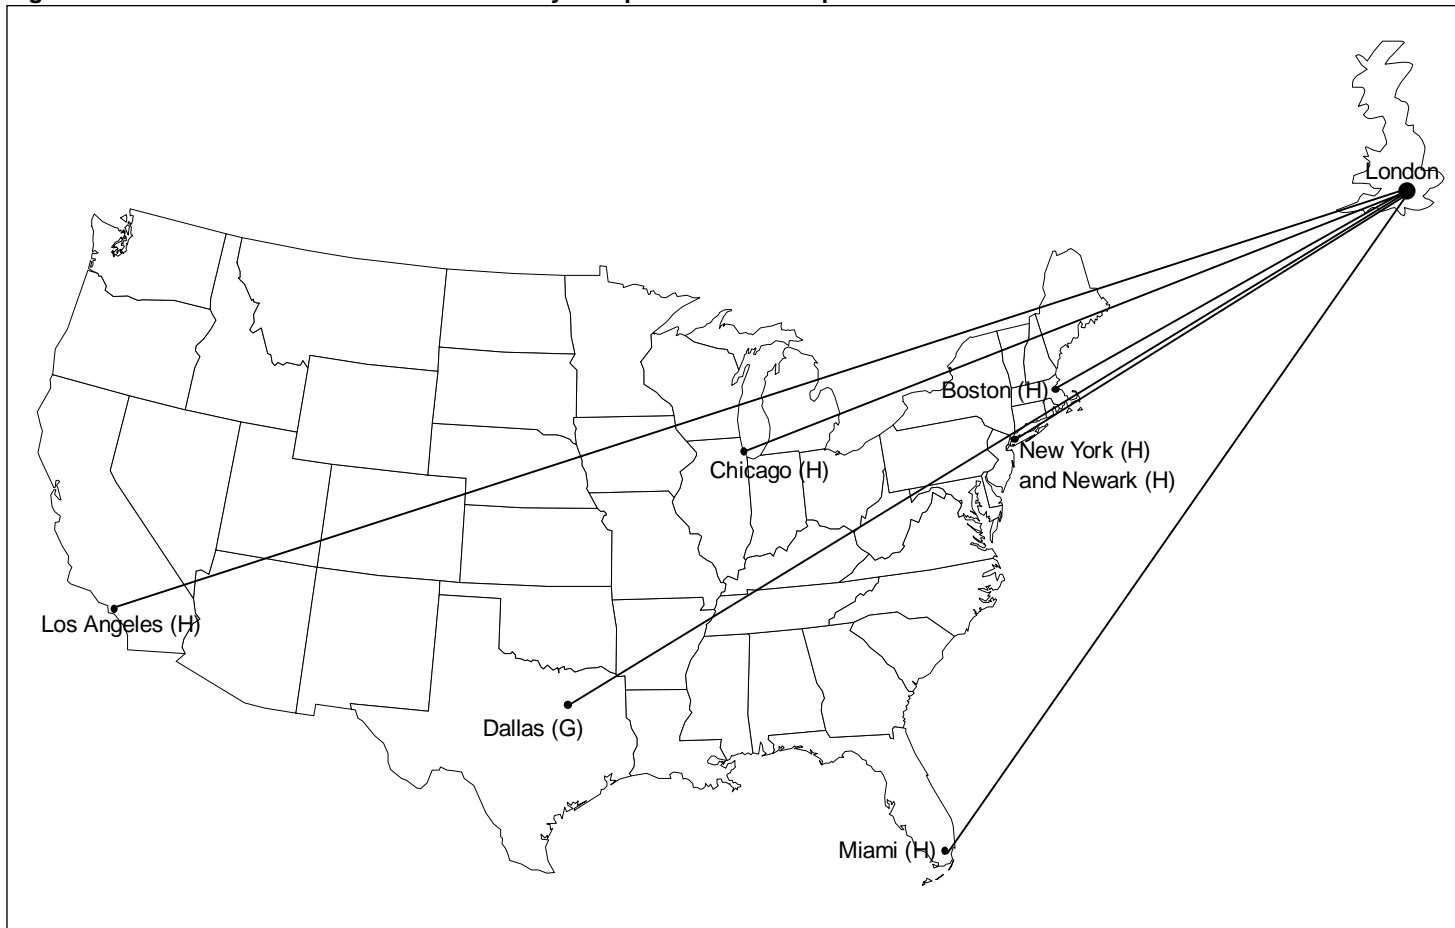 London
Boston (H)
New York (H)
Chicago (H)
and Newark (H)
Los Angeles (H)
Dallas (G)
Miami (H)